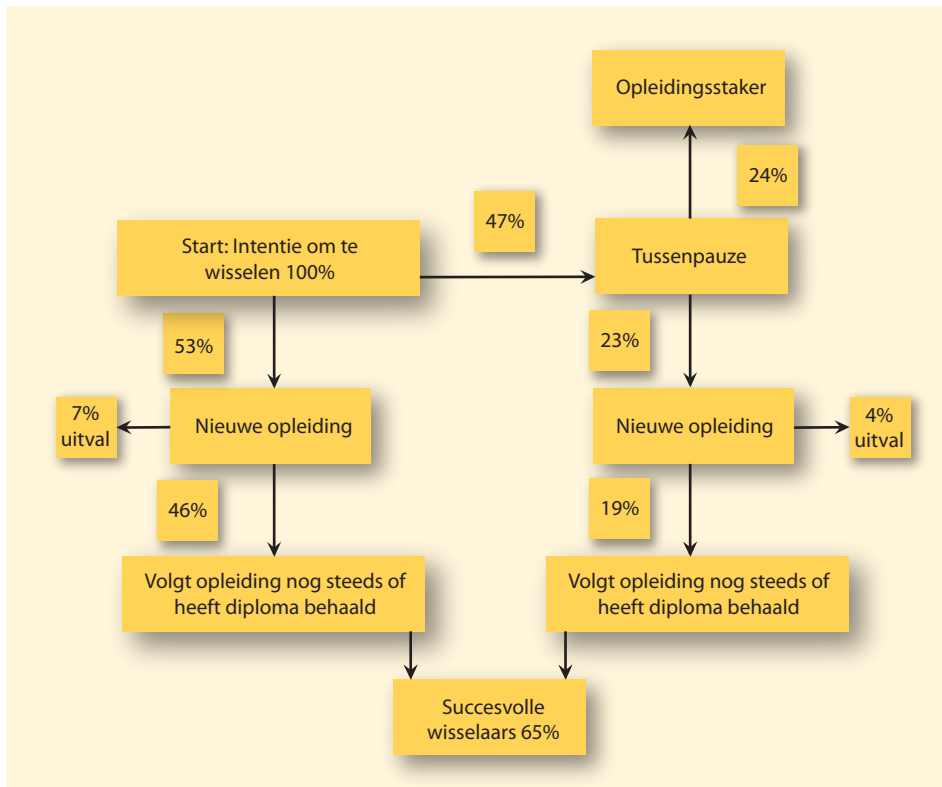 Opleidingsstaker
24%
47%
Start: Intentie om te
wisselen 100%
Tussenpauze
53%
23%
7%
uitval
Nieuwe opleiding
Nieuwe opleiding
4%
uitval
46%
19%
Volgt opleiding nog steeds of
heeft diploma behaald
Volgt opleiding nog steeds of
heeft diploma behaald
Succesvolle
wisselaars 65%